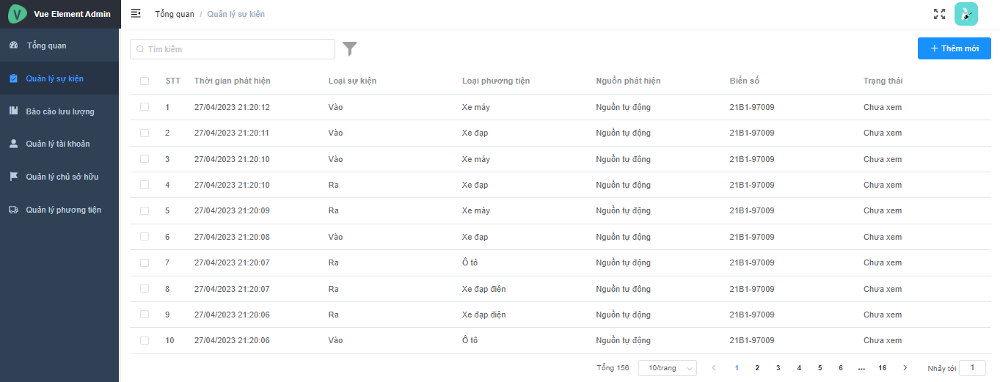 Vue Element Admin
Tổng quan / Quản lý sự kiện
Tổng quan
Quản lý sự kiện
Báo cáo lưu lượng
Quản lý tài khoản
Quản lý chủ sở hữu
Quản lý phương tiện
Tìm kiếm
+ Thêm mới
STT Thời gian phát hiện Loại sự kiện Loại phương tiện Nguồn phát hiện Biển số Trạng thái
1 27/04/2023 21:20:12 Vào Xe máy Nguồn tự động 21B1-97009 Chưa xem
2 27/04/2023 21:20:11 Vào Xe đạp Nguồn tự động 21B1-97009 Chưa xem
3 27/04/2023 21:20:10 Vào Xe máy Nguồn tự động 21B1-97009 Chưa xem
4 27/04/2023 21:20:10 Ra Xe đạp Nguồn tự động 21B1-97009 Chưa xem
5 27/04/2023 21:20:09 Ra Xe máy Nguồn tự động 21B1-97009 Chưa xem
6 27/04/2023 21:20:08 Vào Xe đạp Nguồn tự động 21B1-97009 Chưa xem
7 27/04/2023 21:20:07 Ra Ô tô Nguồn tự động 21B1-97009 Chưa xem
8 27/04/2023 21:20:07 Ra Xe đạp điện Nguồn tự động 21B1-97009 Chưa xem
9 27/04/2023 21:20:06 Ra Xe đạp điện Nguồn tự động 21B1-97009 Chưa xem
10 27/04/2023 21:20:06 Vào Ô tô Nguồn tự động 21B1-97009 Chưa xem
Tổng 156 10/trang 1 2 3 4 5 6 ... 16 Nhảy tới 1